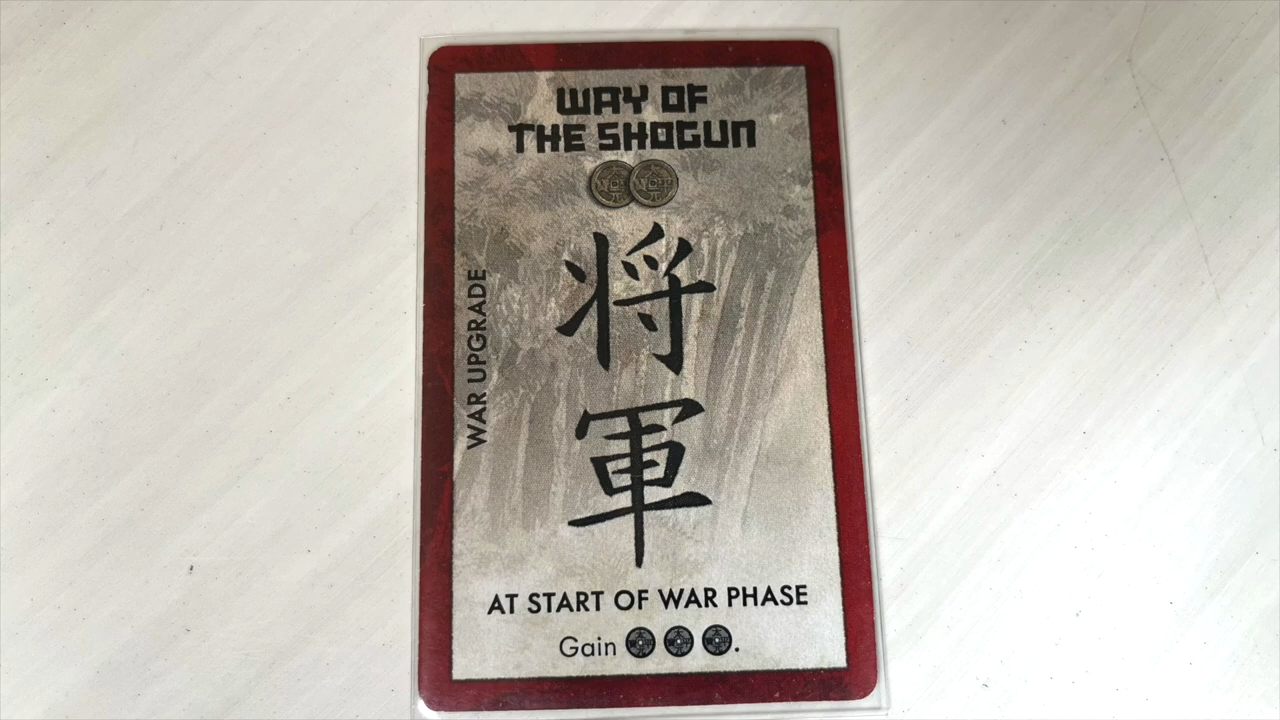 WAY OF
THE SHOGUN
将
軍
WAR UPGRADE
AT START OF WAR PHASE
Gain .